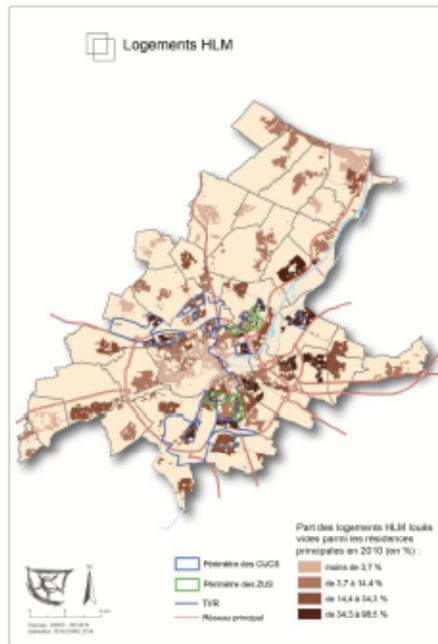 Logements HLM
Périmètre des CUCS
Périmètre des ZUS
TVR
Réseau principal
Part des logements HLM loués
vides parmi les résidences
principales en 2010 (en %) :
moins de 3,7 %
de 3,7 à 14,4 %
de 14,4 à 34,3 %
de 34,3 à 98,5 %
N